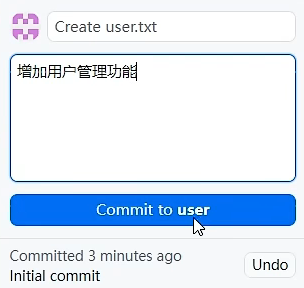 Create user.txt
增加用户管理功能
Commit to user
Committed 3 minutes ago
Undo
Initial commit